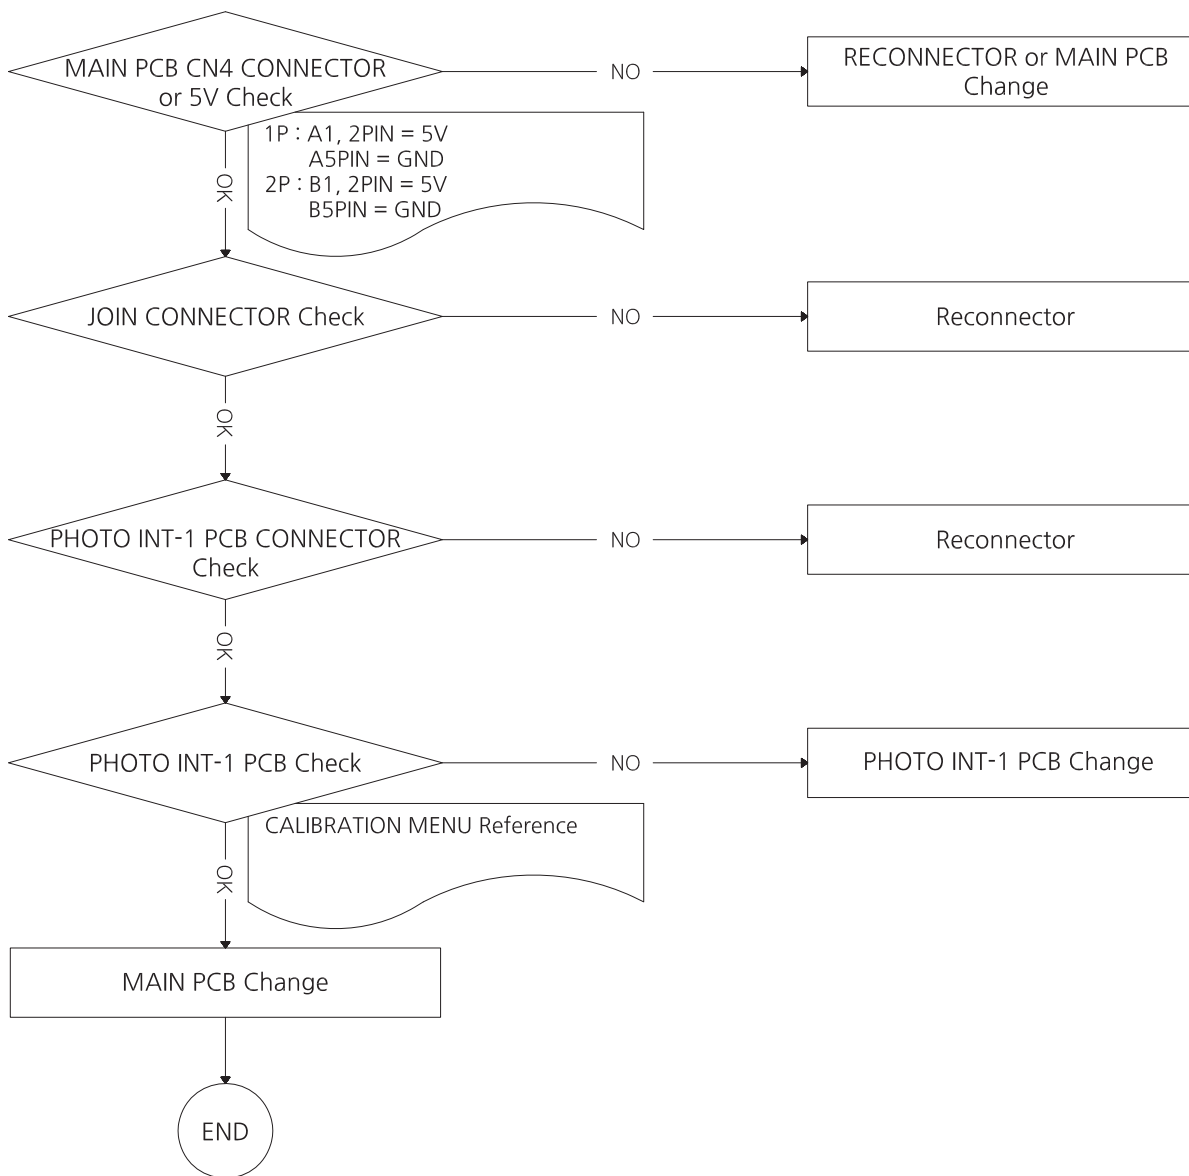 MAIN PCB CN4 CONNECTOR
or 5V Check
NO
RECONNECTOR or MAIN PCB
Change
1P : A1, 2PIN = 5V
A5PIN = GND
2P : B1, 2PIN = 5V
B5PIN = GND
OK
JOIN CONNECTOR Check
NO
Reconnector
OK
PHOTO INT-1 PCB CONNECTOR
Check
NO
Reconnector
OK
PHOTO INT-1 PCB Check
NO
PHOTO INT-1 PCB Change
CALIBRATION MENU Reference
OK
MAIN PCB Change
END